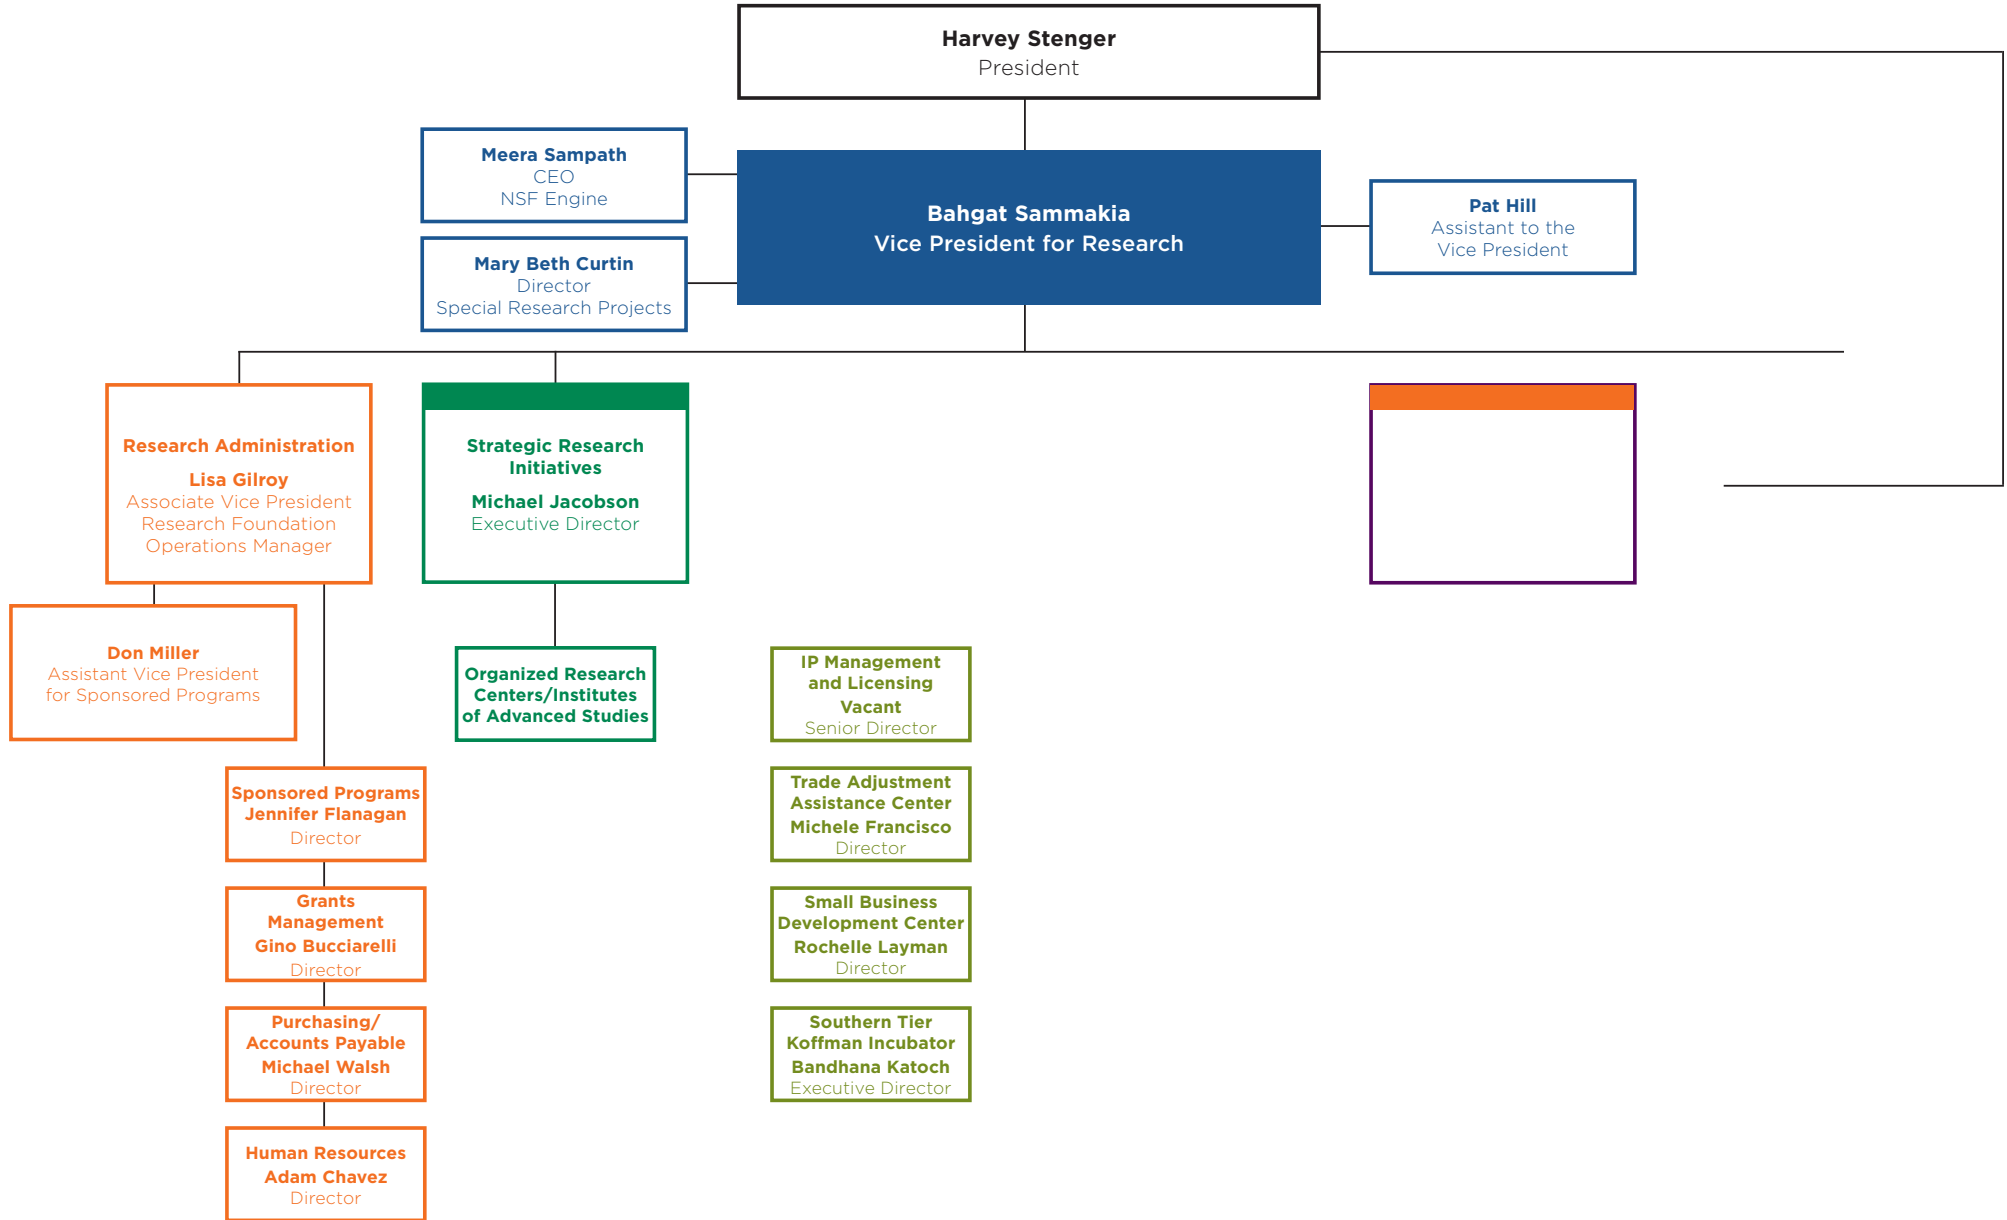 Harvey Stenger
President
Meera Sampath
CEO
NSF Engine
Bahgat Sammakia
Vice President for Research
Pat Hill
Assistant to the
Vice President
Mary Beth Curtin
Director
Special Research Projects
Research Administration
Lisa Gilroy
Associate Vice President
Research Foundation
Operations Manager
Strategic Research
Initiatives
Michael Jacobson
Executive Director
Don Miller
Assistant Vice President
for Sponsored Programs
Organized Research
Centers/Institutes
of Advanced Studies
IP Management
and Licensing
Vacant
Senior Director
Sponsored Programs
Jennifer Flanagan
Director
Trade Adjustment
Assistance Center
Michele Francisco
Director
Grants
Management
Gino Bucciarelli
Director
Small Business
Development Center
Rochelle Layman
Director
Purchasing/
Accounts Payable
Michael Walsh
Director
Southern Tier
Koffman Incubator
Bandhana Katoch
Executive Director
Human Resources
Adam Chavez
Director